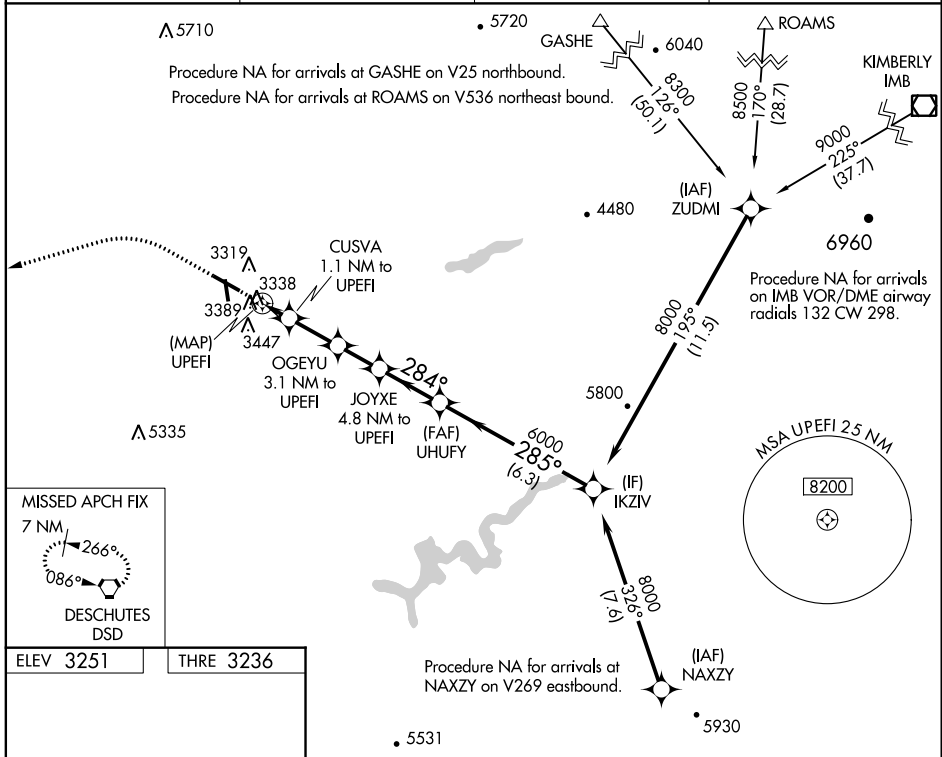 5710
5720
GASHE
6040
ROAMS
Procedure NA for arrivals at GASHE on V25 northbound.
Procedure NA for arrivals at ROAMS on V536 northeast bound.
KIMBERLY
IMB
8300
126°
(50.1)
8500
170°
(28.7)
9000
225°
(37.7)
(IAF)
ZUDMI
4480
6960
Procedure NA for arrivals
on IMB VOR/DME airway
radials 132 CW 298.
3319
3338
3389
3447
CUSVA
1.1 NM to
UPEFI
(MAP)
UPEFI
OGEYU
3.1 NM to
UPEFI
JOYXE
4.8 NM to
UPEFI
284°
(FAF)
UHUFY
8000
195°
(11.5)
5800
5335
6000
285°
(6.3)
(IF)
IKZIV
MSA UPEFI 25 NM
8200
MISSED APCH FIX
7 NM
266°
086°
DESCHUTES
DSD
8000
326°
(7.6)
ELEV 3251
THRE 3236
Procedure NA for arrivals at
NAXZY on V269 eastbound.
(IAF)
NAXZY
5930
5531